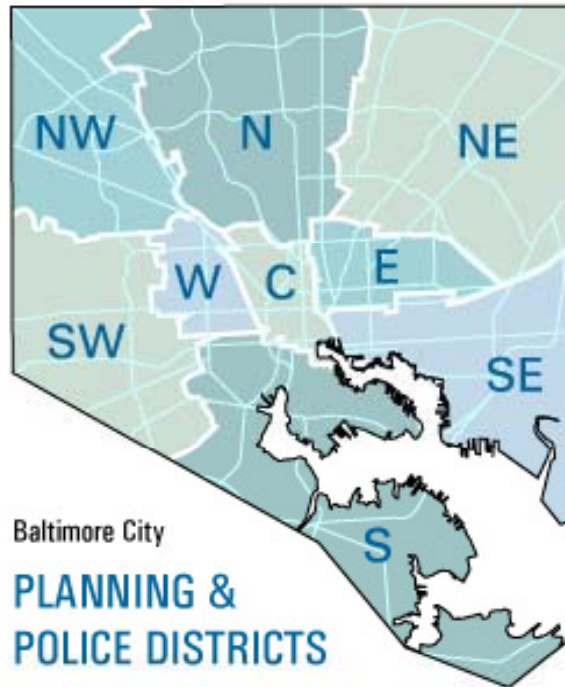 NW N NE
W C E
SW SE
S
Baltimore City
PLANNING &
POLICE DISTRICTS